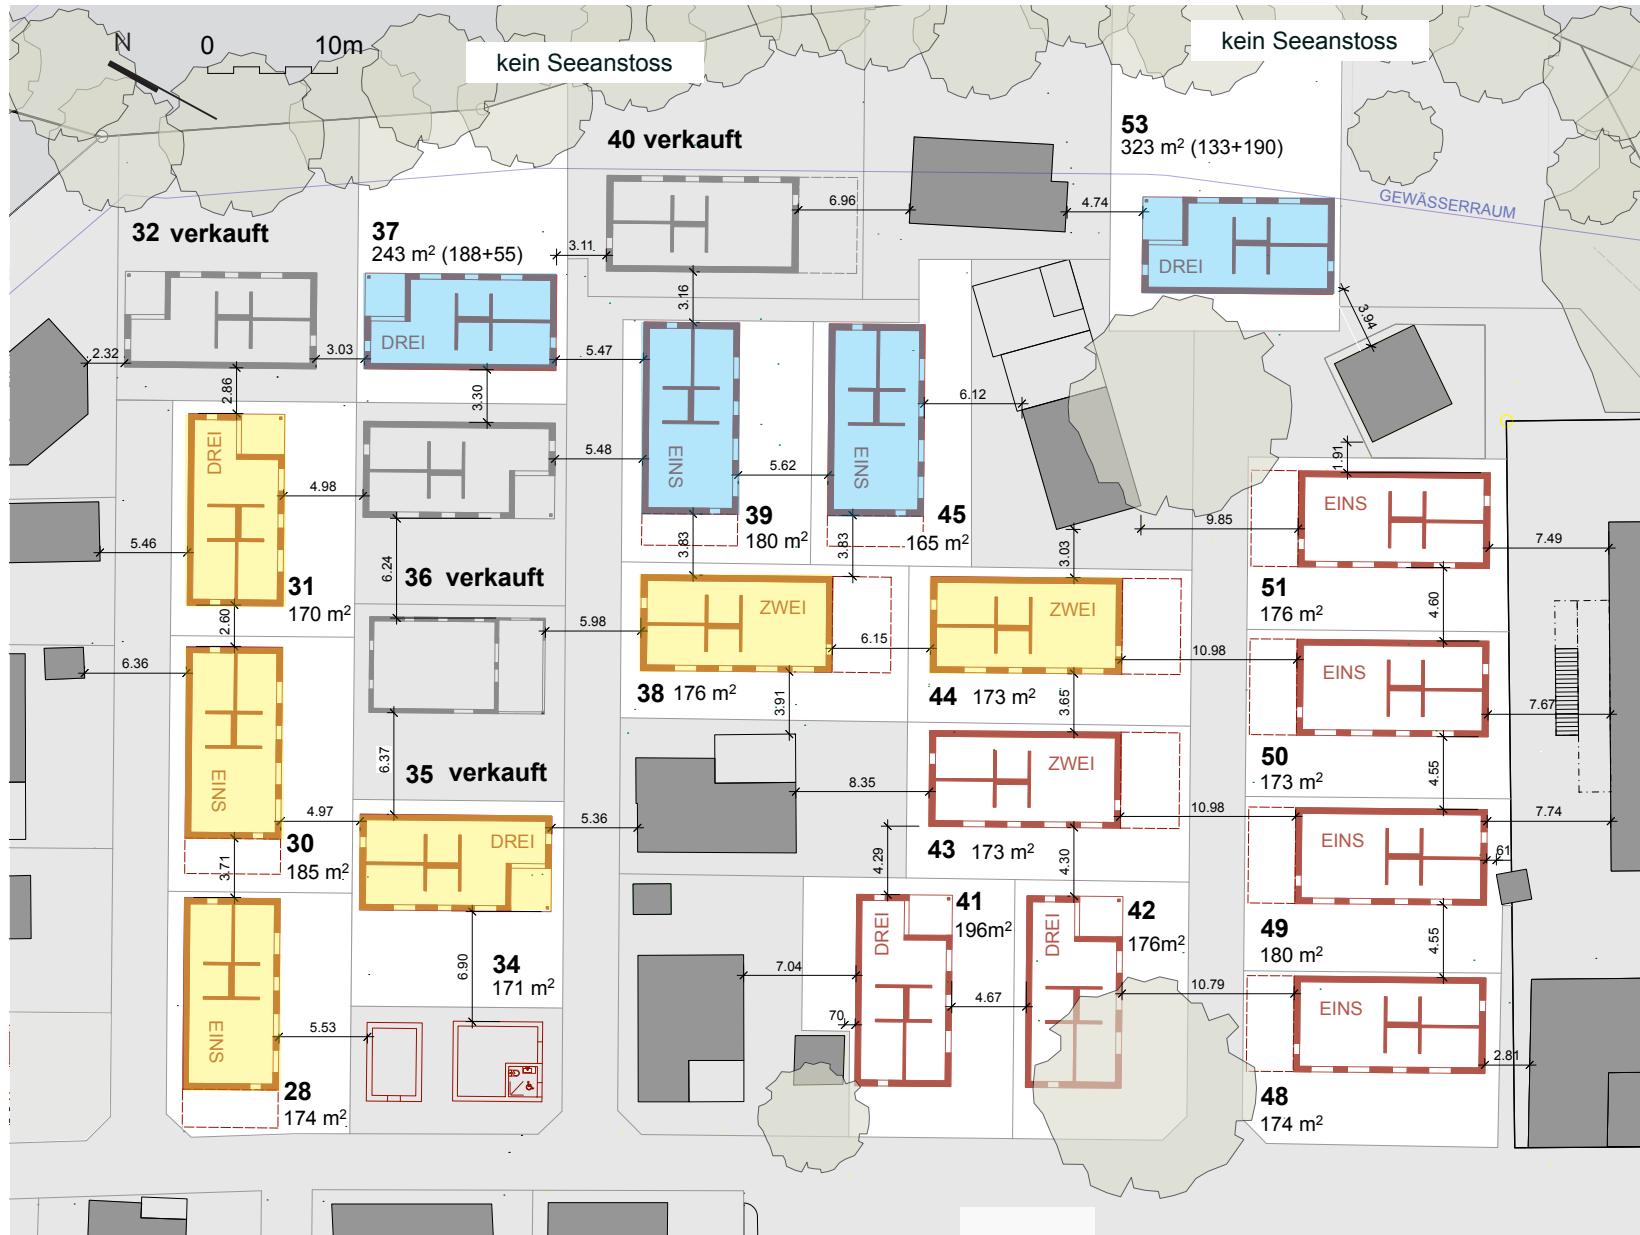 N
0 10m
kein Seeanstoss
kein Seeanstoss
53
323 m² (133+190)
40 verkauft
GEWÄSSERRAUM
32 verkauft
37
243 m² (188+55)
6.96
4.74
3.11
3.16
DREI
DREI
3.94
2.32
3.03
5.47
2.86
3.30
6.12
DREI
EINS
EINS
5.48
5.62
1.91
4.98
39
180 m²
45
165 m²
EINS
9.85
7.49
5.46
6.24
3.83
3.83
3.03
36 verkauft
31
170 m²
51
176 m²
2.60
ZWEI
ZWEI
4.60
5.98
6.15
10.98
6.36
38 176 m²
44 173 m²
EINS
3.91
3.65
7.67
6.37
35 verkauft
ZWEI
50
173 m²
4.55
EINS
8.35
10.98
4.97
5.36
7.74
30
185 m²
DREI
43 173 m²
EINS
3.71
4.29
4.30
61
41
196m²
42
176m²
DREI
DREI
49
180 m²
4.55
6.90
34
171 m²
7.04
4.67
10.79
EINS
70
5.53
EINS
2.81
28
174 m²
48
174 m²